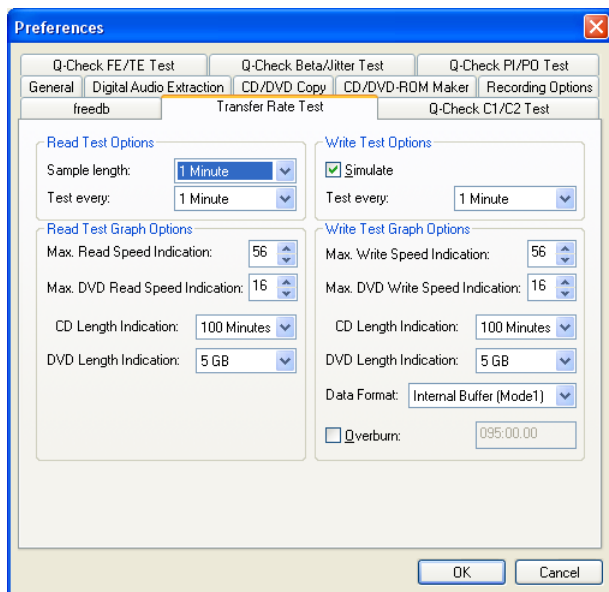 Preferences
Q-Check FE/TE Test Q-Check Beta/Jitter Test Q-Check PI/PO Test
General Digital Audio Extraction CD/DVD Copy CD/DVD-ROM Maker Recording Options
freedb Transfer Rate Test Q-Check C1/C2 Test
Read Test Options
Sample length: 1 Minute
Test every: 1 Minute
Write Test Options
Simulate
Test every: 1 Minute
Read Test Graph Options
Max. Read Speed Indication: 56
Max. DVD Read Speed Indication: 16
CD Length Indication: 100 Minutes
DVD Length Indication: 5 GB
Write Test Graph Options
Max. Write Speed Indication: 56
Max. DVD Write Speed Indication: 16
CD Length Indication: 100 Minutes
DVD Length Indication: 5 GB
Data Format: Internal Buffer (Mode1)
Overburn: 095:00.00
OK Cancel